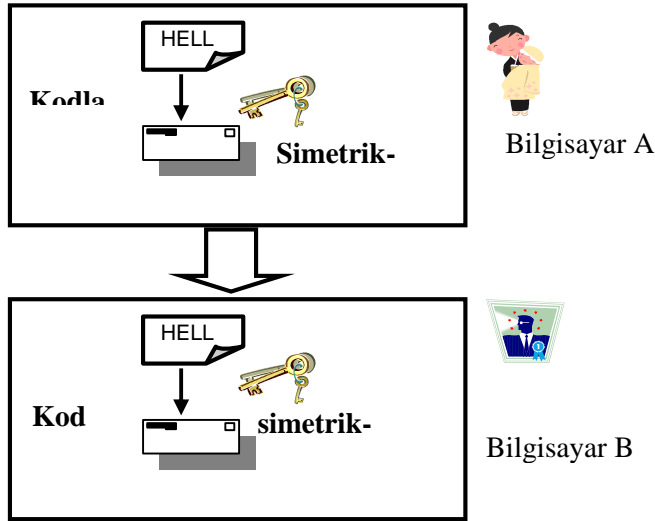 HELL
Kodla
Simetrik-
Bilgisayar A
HELL
Kod
simetrik-
Bilgisayar B